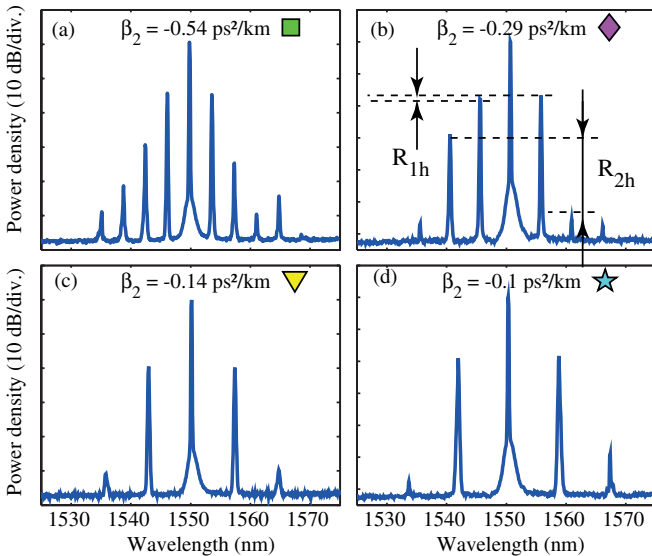 (a) β₂ = -0.54 ps²/km
(b) β₂ = -0.29 ps²/km
R₁ₕ
R₂ₕ
Power density (10 dB/div.)
(c) β₂ = -0.14 ps²/km
(d) β₂ = -0.1 ps²/km
Power density (10 dB/div.)
1530 1540 1550 1560 1570
1530 1540 1550 1560 1570
Wavelength (nm)
Wavelength (nm)